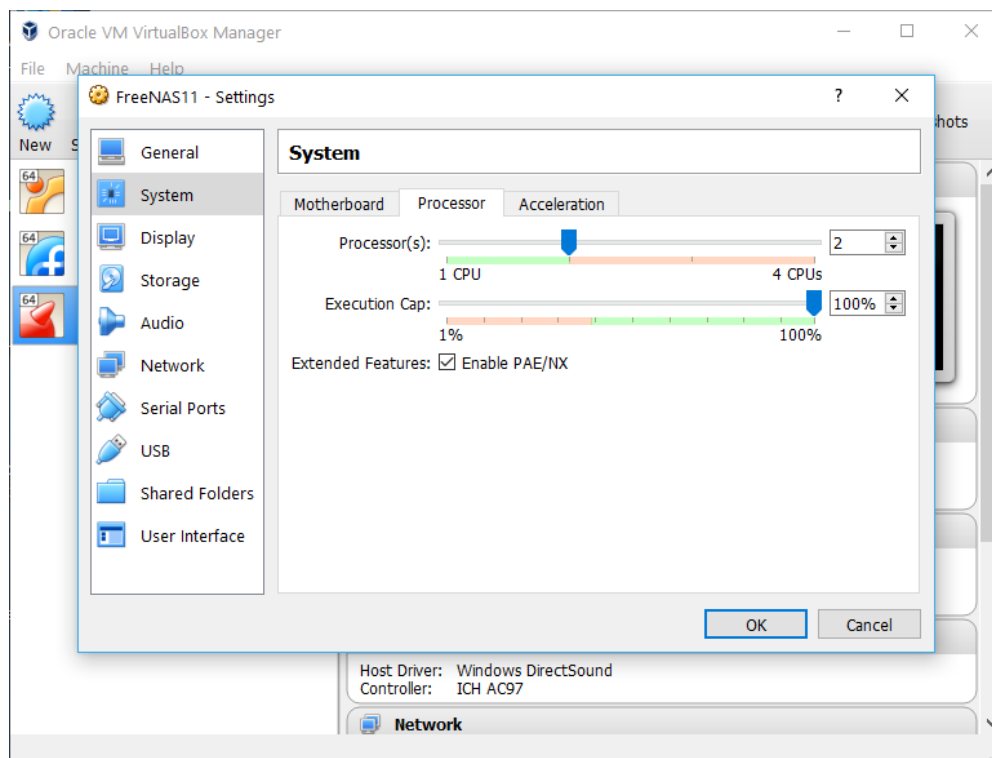 Oracle VM VirtualBox Manager
File Machine Help
FreeNAS11 - Settings
?
New S
hots
64
64
64
General
System
Display
Storage
Audio
Network
Serial Ports
USB
Shared Folders
User Interface
System
Motherboard Processor Acceleration
Processor(s): 2
1 CPU 4 CPUs
Execution Cap: 100%
1% 100%
Extended Features: Enable PAE/NX
OK Cancel
Host Driver: Windows DirectSound
Controller: ICH AC97
Network